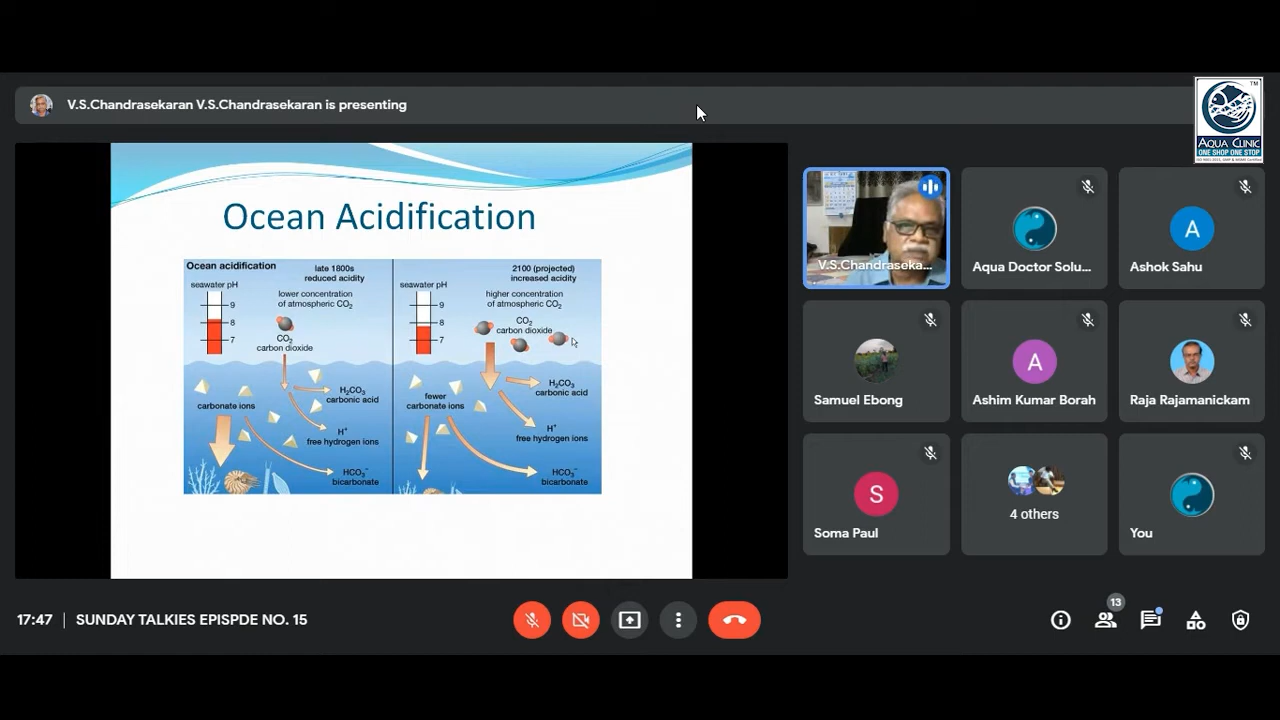 V.S.Chandrasekaran V.S.Chandrasekaran is presenting
TM
AQUA CLINIC
ONE SHOP ONE STOP
Ocean Acidification
Ocean acidification
late 1800s
reduced acidity
seawater pH
lower concentration
of atmospheric CO₂
9
8
7
CO₂
carbon dioxide
carbonate ions
H₂CO₃
carbonic acid
H⁺
free hydrogen ions
HCO₃⁻
bicarbonate
2100 (projected)
increased acidity
seawater pH
higher concentration
of atmospheric CO₂
9
8
7
CO₂
carbon dioxide
fewer
carbonate ions
H₂CO₃
carbonic acid
H⁺
free hydrogen ions
HCO₃⁻
bicarbonate
V.S.Chandraseka...
Aqua Doctor Solu...
A
Ashok Sahu
Samuel Ebong
A
Ashim Kumar Borah
Raja Rajamanickam
S
Soma Paul
4 others
You
17:47
SUNDAY TALKIES EPISPDE NO. 15
13